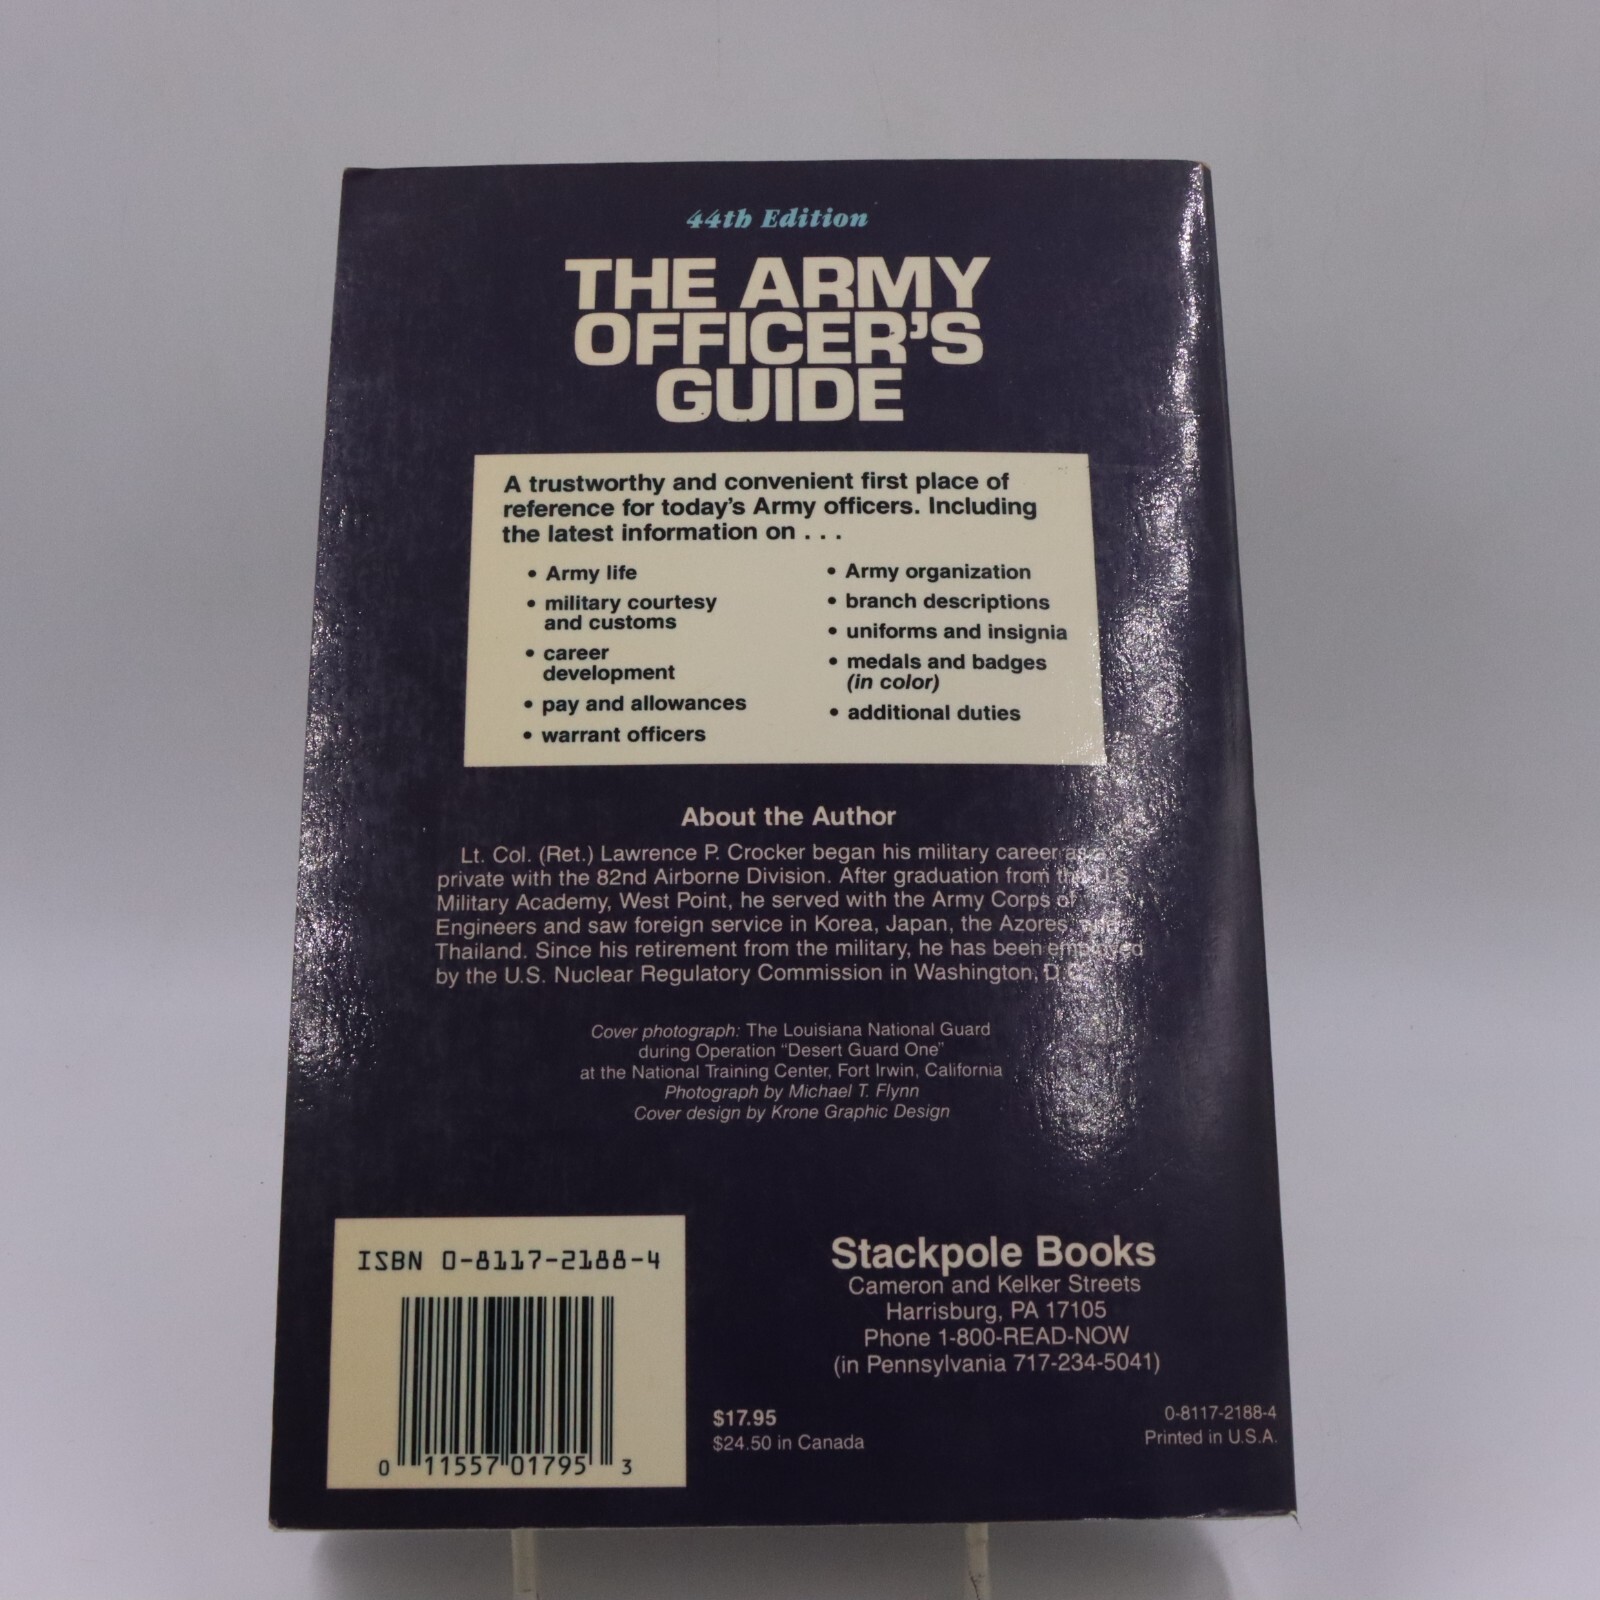 44th Edition
THE ARMY
OFFICER'S
GUIDE
A trustworthy and convenient first place of
reference for today's Army officers. Including
the latest information on . . .
• Army life
• military courtesy
and customs
• career
development
• pay and allowances
• warrant officers
• Army organization
• branch descriptions
• uniforms and insignia
• medals and badges
(in color)
• additional duties
About the Author
Lt. Col. (Ret.) Lawrence P. Crocker began his military career as a
private with the 82nd Airborne Division. After graduation from the U.S.
Military Academy, West Point, he served with the Army Corps of
Engineers and saw foreign service in Korea, Japan, the Azores, and
Thailand. Since his retirement from the military, he has been employed
by the U.S. Nuclear Regulatory Commission in Washington, D.C.
Cover photograph: The Louisiana National Guard
during Operation "Desert Guard One"
at the National Training Center, Fort Irwin, California
Photograph by Michael T. Flynn
Cover design by Krone Graphic Design
ISBN 0-8117-2188-4
0 11557 01795 3
Stackpole Books
Cameron and Kelker Streets
Harrisburg, PA 17105
Phone 1-800-READ-NOW
(in Pennsylvania 717-234-5041)
$17.95
$24.50 in Canada
0-8117-2188-4
Printed in U.S.A.